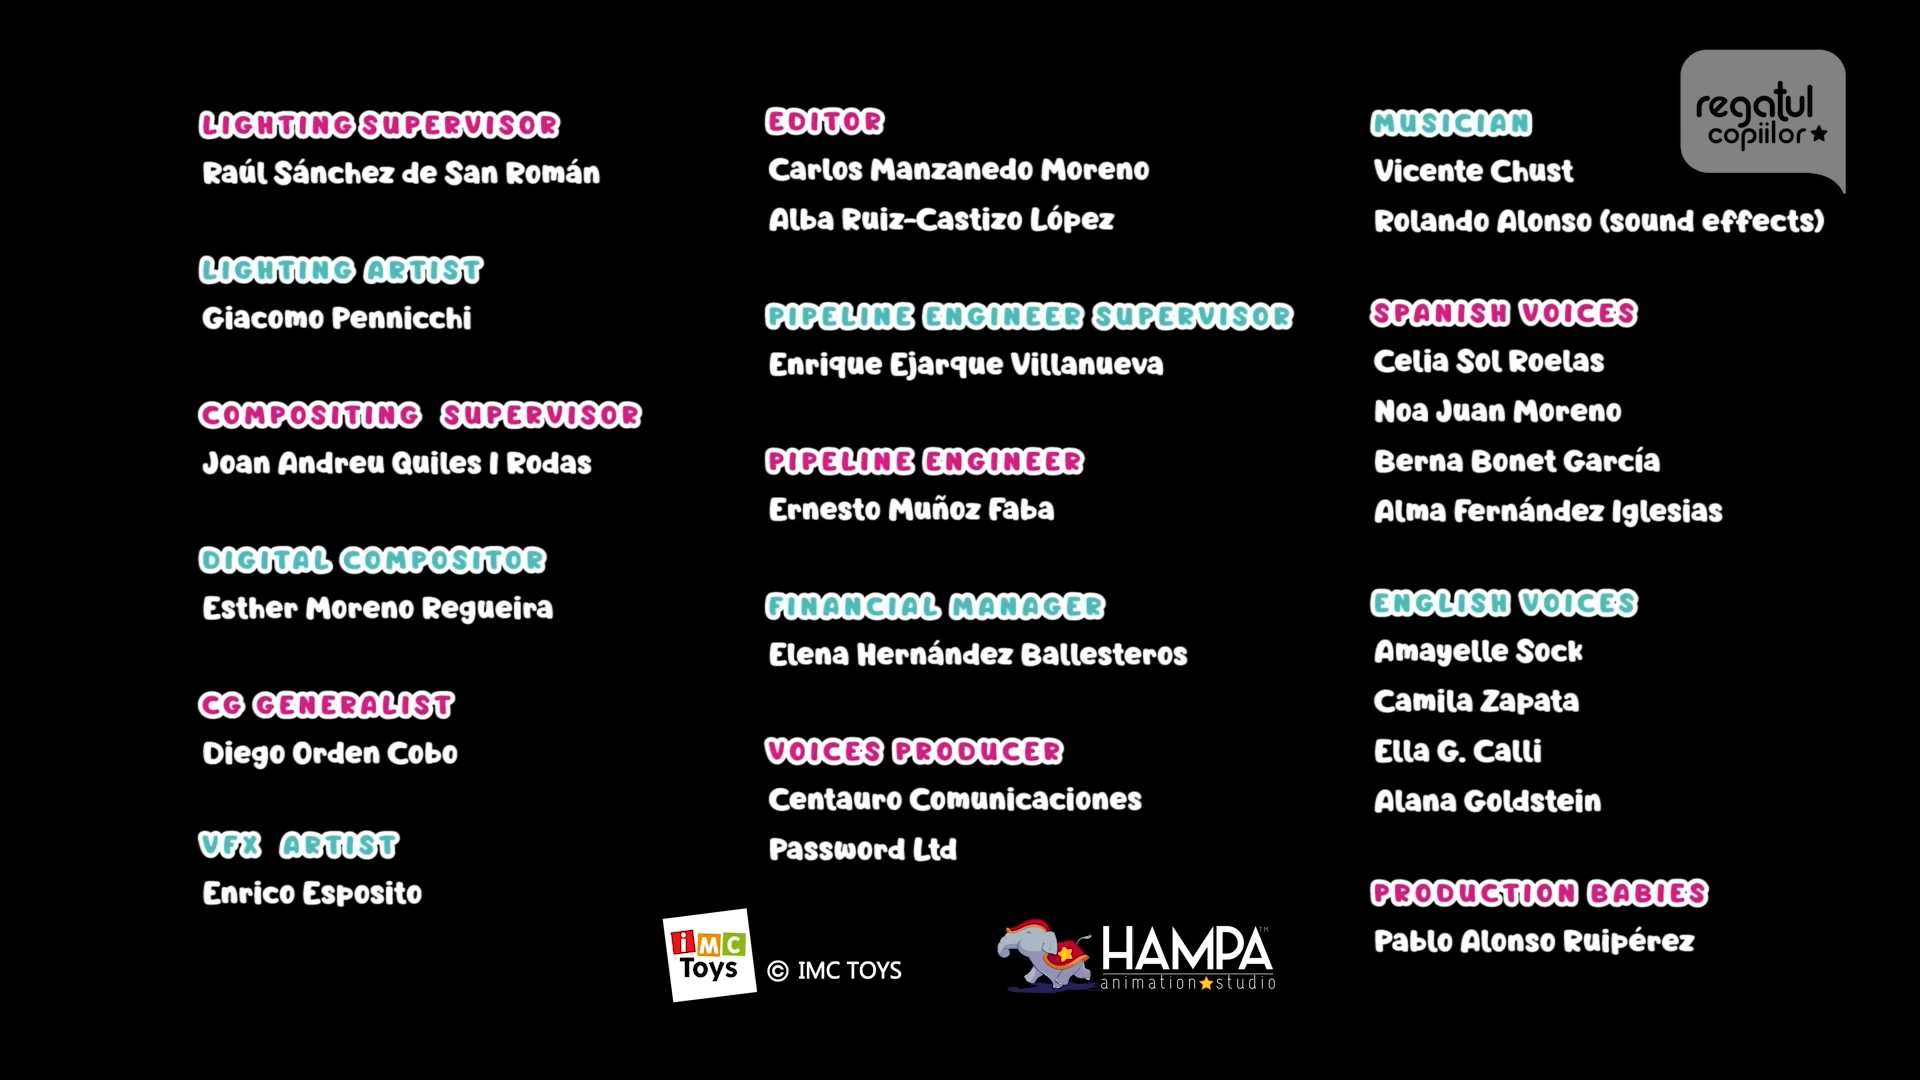 LIGHTING SUPERVISOR
Raúl Sánchez de San Román
LIGHTING ARTIST
Giacomo Pennicchi
COMPOSITING SUPERVISOR
Joan Andreu Quiles I Rodas
DIGITAL COMPOSITOR
Esther Moreno Regueira
CG GENERALIST
Diego Orden Cobo
VFX ARTIST
Enrico Esposito
EDITOR
Carlos Manzanedo Moreno
Alba Ruiz-Castizo López
PIPELINE ENGINEER SUPERVISOR
Enrique Ejarque Villanueva
PIPELINE ENGINEER
Ernesto Muñoz Faba
FINANCIAL MANAGER
Elena Hernández Ballesteros
VOICES PRODUCER
Centauro Comunicaciones
Password Ltd
MUSICIAN
Vicente Chust
Rolando Alonso (sound effects)
SPANISH VOICES
Celia Sol Roelas
Noa Juan Moreno
Berna Bonet García
Alma Fernández Iglesias
ENGLISH VOICES
Amayelle Sock
Camila Zapata
Ella G. Calli
Alana Goldstein
PRODUCTION BABIES
Pablo Alonso Ruipérez
regatul
copiilor
iMC
Toys
© IMC TOYS
HAMPA™
animation studio